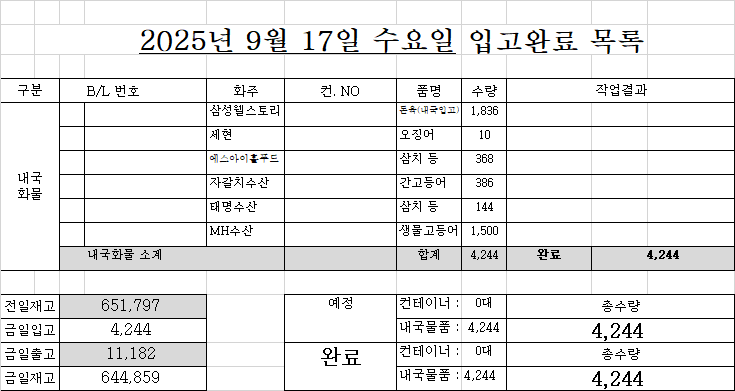 2025년 9월 17일 수요일 입고완료 목록
구분 B/L 번호 화주 컨. NO 품명 수량 작업결과
내국
화물
삼성웰스토리 돈육(내국입고) 1,836
세현 오징어 10
에스아이홀푸드 삼치 등 368
자갈치수산 간고등어 386
태명수산 삼치 등 144
MH수산 생물고등어 1,500
내국화물 소계 합계 4,244 완료 4,244
전일재고 651,797 예정 컨테이너 : 0대 총수량
금일입고 4,244 내국물품 : 4,244 4,244
금일출고 11,182 완료 컨테이너 : 0대 총수량
금일재고 644,859 내국물품 : 4,244 4,244